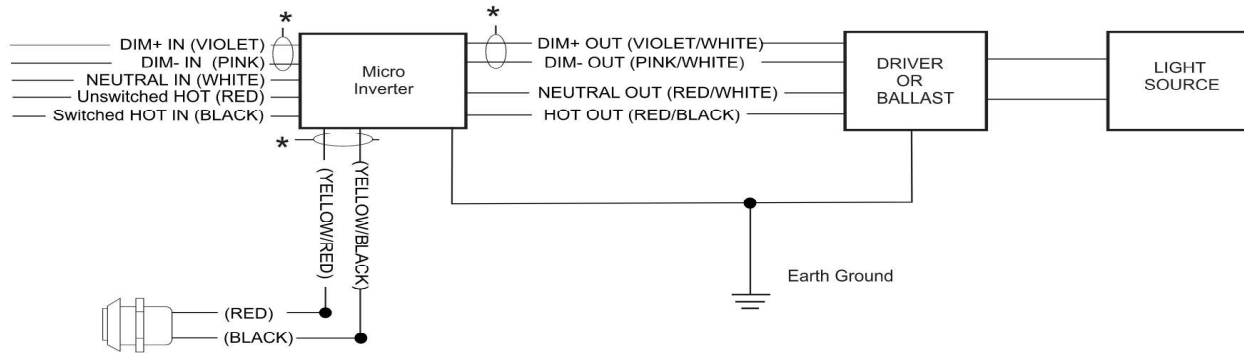 *
*
DIM+ IN (VIOLET)
DIM- IN (PINK)
NEUTRAL IN (WHITE)
Unswitched HOT (RED)
Switched HOT IN (BLACK)
Micro
Inverter
DIM+ OUT (VIOLET/WHITE)
DIM- OUT (PINK/WHITE)
NEUTRAL OUT (RED/WHITE)
HOT OUT (RED/BLACK)
DRIVER
OR
BALLAST
LIGHT
SOURCE
*
(YELLOW/RED)
(YELLOW/BLACK)
Earth Ground
(RED)
(BLACK)